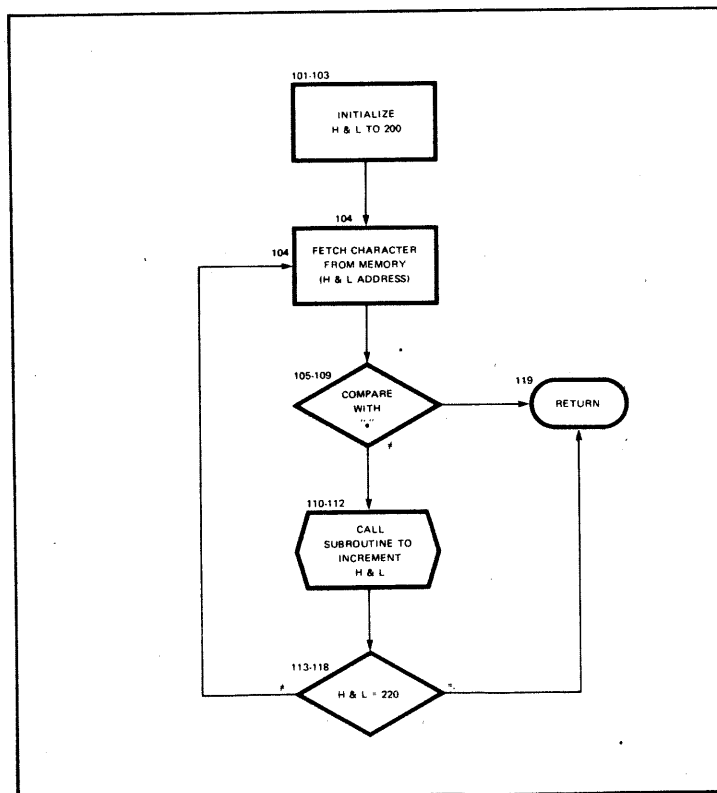 101-103
INITIALIZE
H & L TO 200
104
104
FETCH CHARACTER
FROM MEMORY
(H & L ADDRESS)
105-109
COMPARE
WITH
"."
≠
119
RETURN
110-112
CALL
SUBROUTINE TO
INCREMENT
H & L
113-118
≠
H & L = 220
=